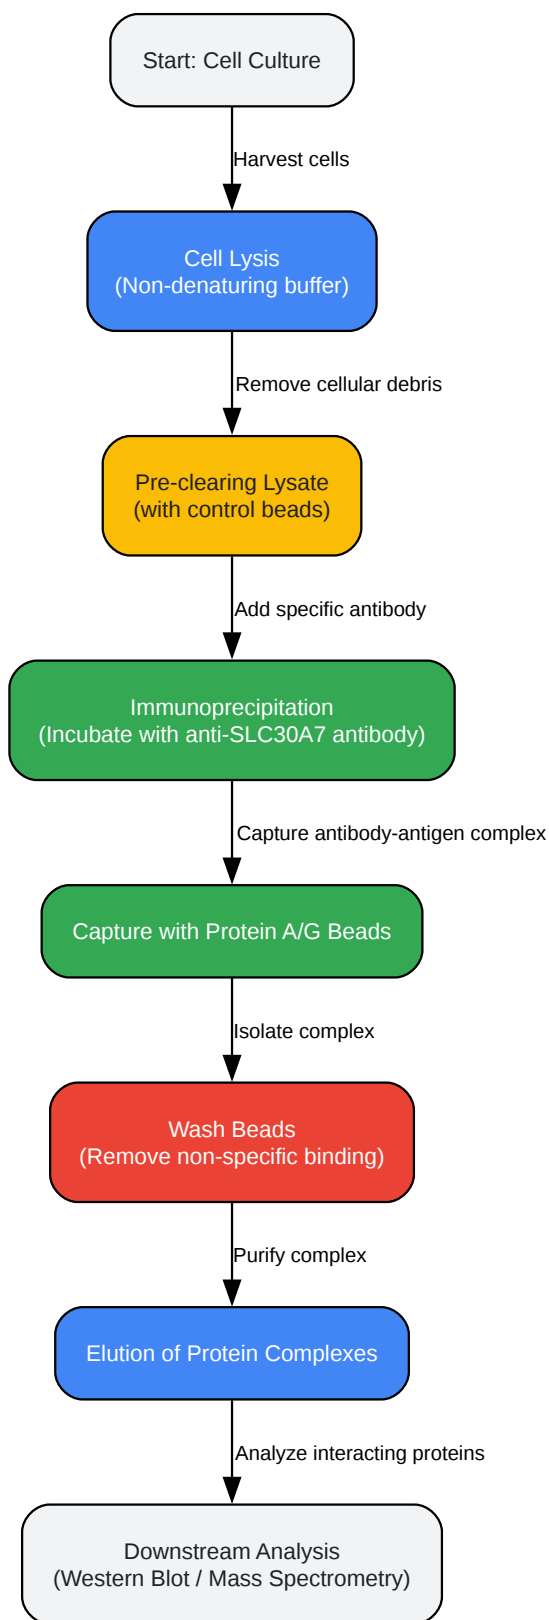 Start: Cell Culture
Harvest cells
Cell Lysis
(Non-denaturing buffer)
Remove cellular debris
Pre-clearing Lysate
(with control beads)
Add specific antibody
Immunoprecipitation
(Incubate with anti-SLC30A7 antibody)
Capture antibody-antigen complex
Capture with Protein A/G Beads
Isolate complex
Wash Beads
(Remove non-specific binding)
Purify complex
Elution of Protein Complexes
Analyze interacting proteins
Downstream Analysis
(Western Blot / Mass Spectrometry)